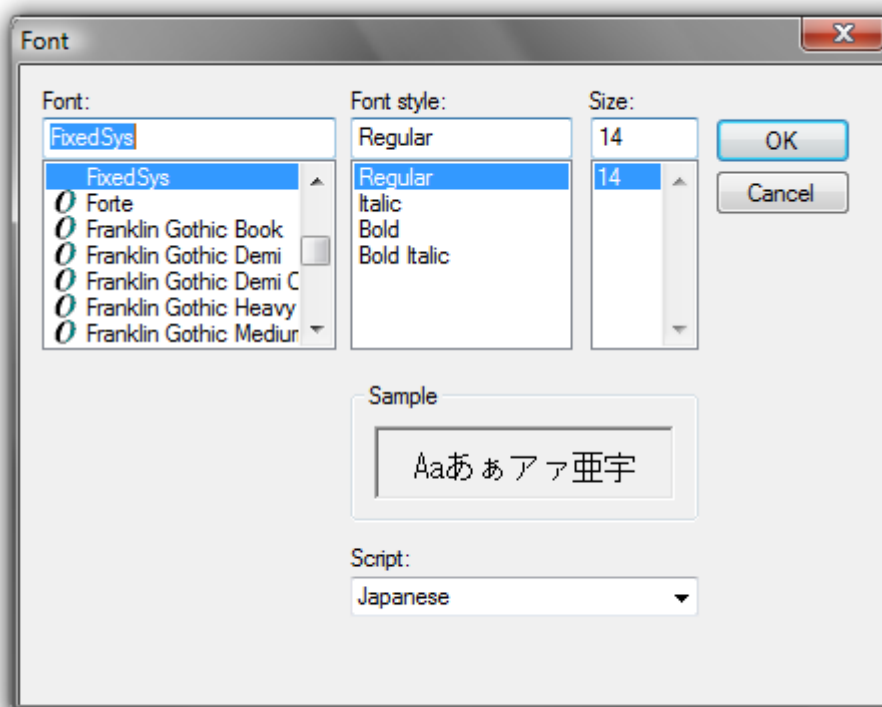 Font
Font:
FixedSys
FixedSys
Forte
Franklin Gothic Book
Franklin Gothic Demi
Franklin Gothic Demi C
Franklin Gothic Heavy
Franklin Gothic Medium
Font style:
Regular
Regular
Italic
Bold
Bold Italic
Size:
14
14
OK
Cancel
Sample
Aaあぁアァ亜宇
Script:
Japanese